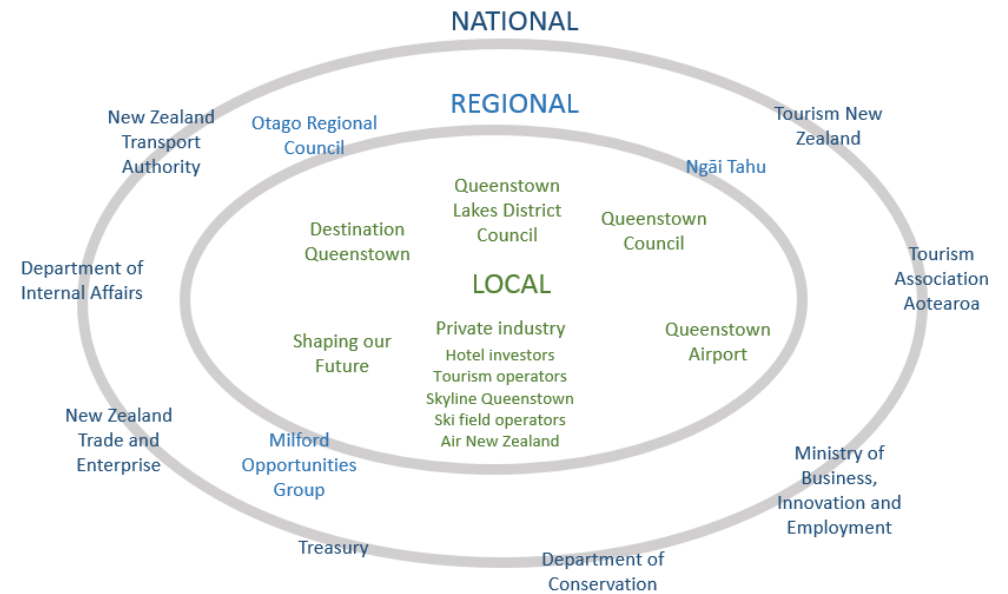 NATIONAL
REGIONAL
New Zealand
Transport
Authority
Otago Regional
Council
Tourism New
Zealand
Ngāi Tahu
Queenstown
Lakes District
Council
Destination
Queenstown
Queenstown
Council
Department of
Internal Affairs
LOCAL
Tourism
Association
Aotearoa
Shaping our
Future
Private industry
Hotel investors
Tourism operators
Skyline Queenstown
Ski field operators
Air New Zealand
Queenstown
Airport
New Zealand
Trade and
Enterprise
Milford
Opportunities
Group
Ministry of
Business,
Innovation and
Employment
Treasury
Department of
Conservation